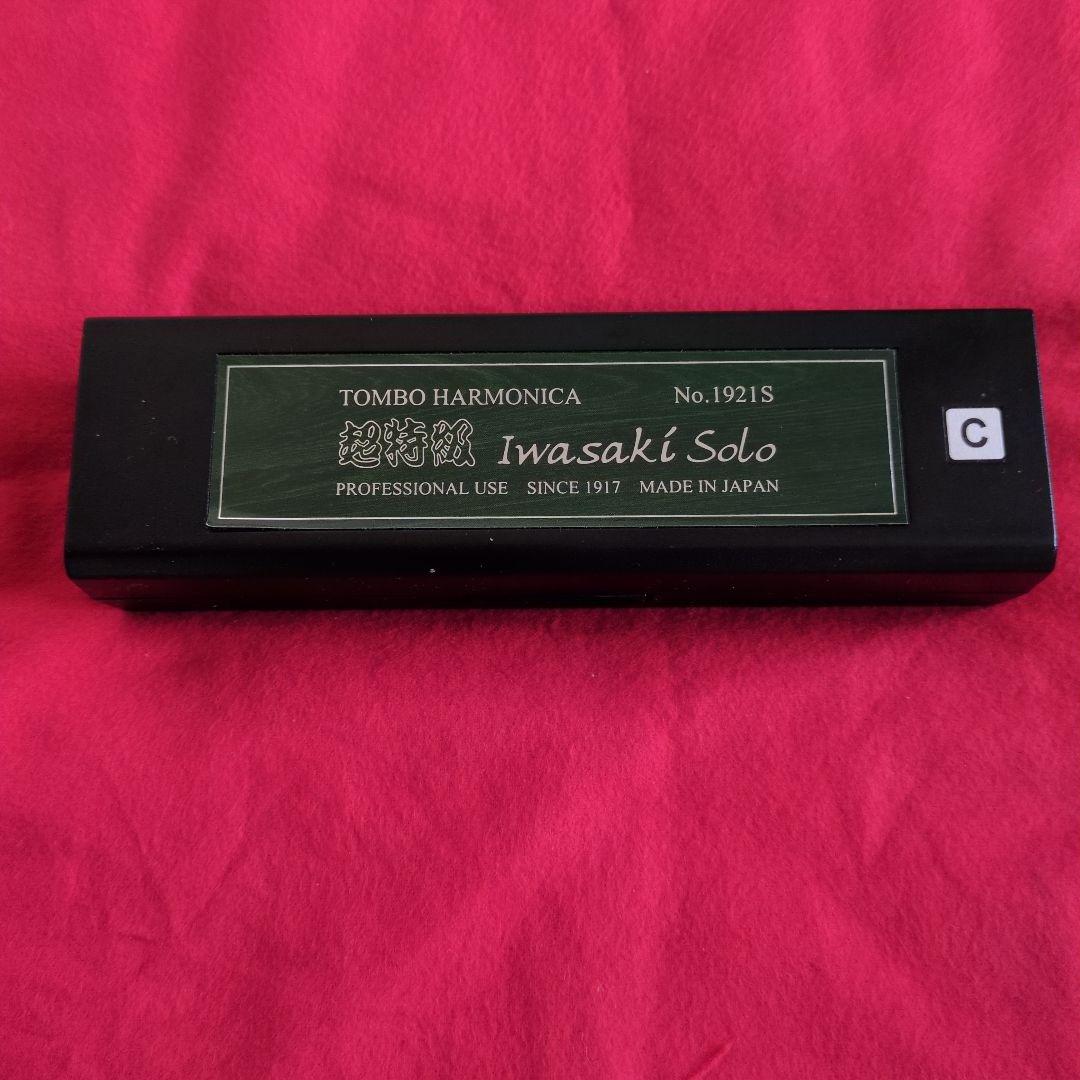 TOMBO HARMONICA No.1921S
超特級 Iwasaki Solo
PROFESSIONAL USE SINCE 1917 MADE IN JAPAN
C